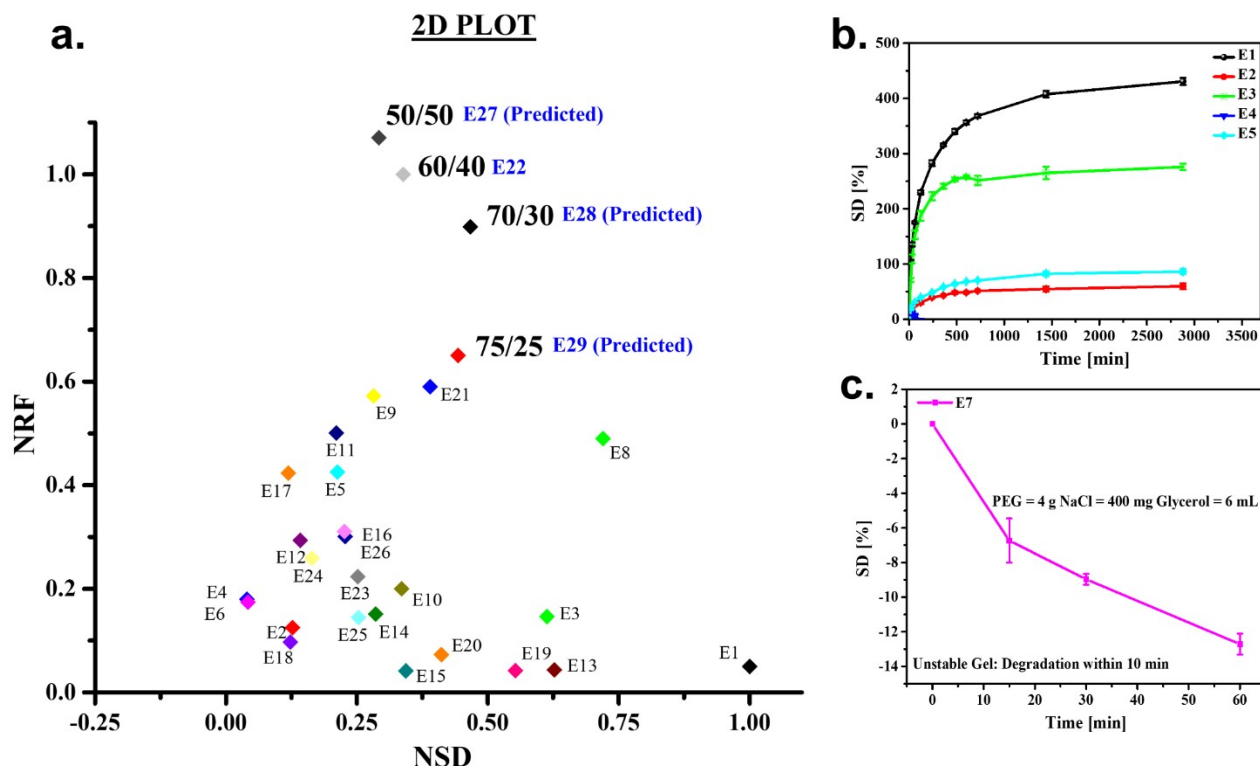 a.
2D PLOT
50/50 E27 (Predicted)
60/40 E22
70/30 E28 (Predicted)
75/25 E29 (Predicted)
E21
E9
E8
E11
E5
E17
E16
E26
E12
E24
E23
E10
E4
E6
E3
E2
E25
E14
E18
E20
E19
E1
E15
E13
NRF
1.0
0.8
0.6
0.4
0.2
0.0
-0.25 0.00 0.25 0.50 0.75 1.00
NSD
b.
E1
E2
E3
E4
E5
SD [%]
500
400
300
200
100
0
0 500 1000 1500 2000 2500 3000 3500
Time [min]
c.
E7
PEG = 4 g NaCl = 400 mg Glycerol = 6 mL
Unstable Gel: Degradation within 10 min
SD [%]
2
0
-2
-4
-6
-8
-10
-12
-14
0 10 20 30 40 50 60
Time [min]